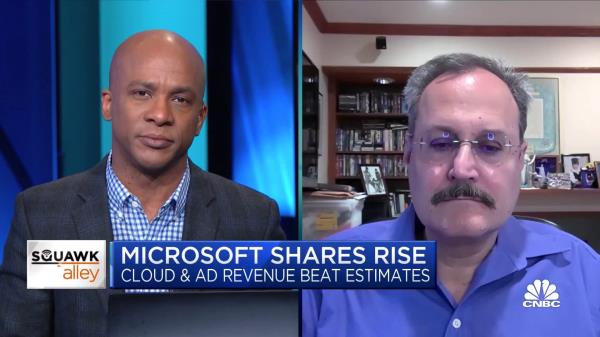 SQUAWK
alley
MICROSOFT SHARES RISE
CLOUD & AD REVENUE BEAT ESTIMATES
CNBC